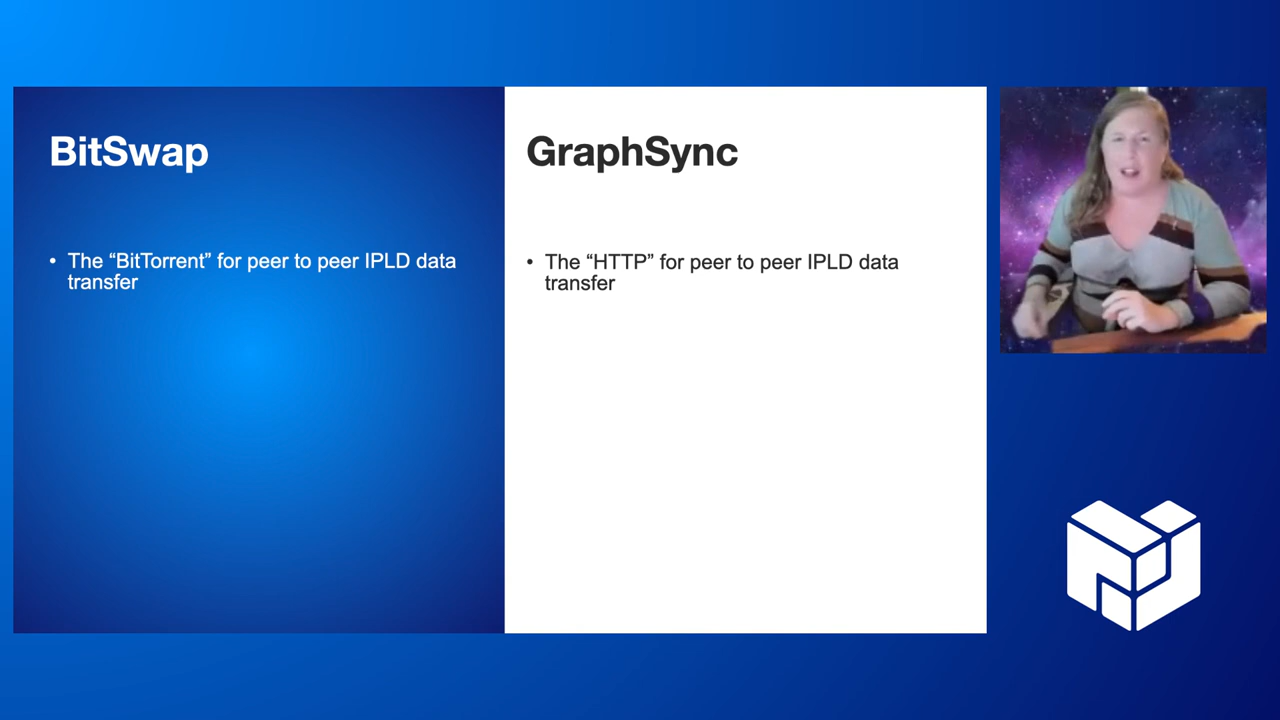 BitSwap
• The “BitTorrent” for peer to peer IPLD data
transfer
GraphSync
• The “HTTP” for peer to peer IPLD data
transfer